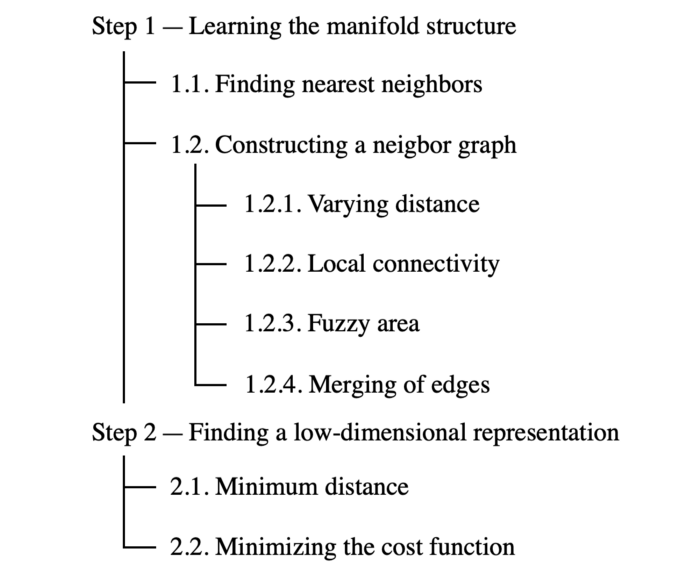 Step 1 — Learning the manifold structure
1.1. Finding nearest neighbors
1.2. Constructing a neigbor graph
1.2.1. Varying distance
1.2.2. Local connectivity
1.2.3. Fuzzy area
1.2.4. Merging of edges
Step 2 — Finding a low-dimensional representation
2.1. Minimum distance
2.2. Minimizing the cost function